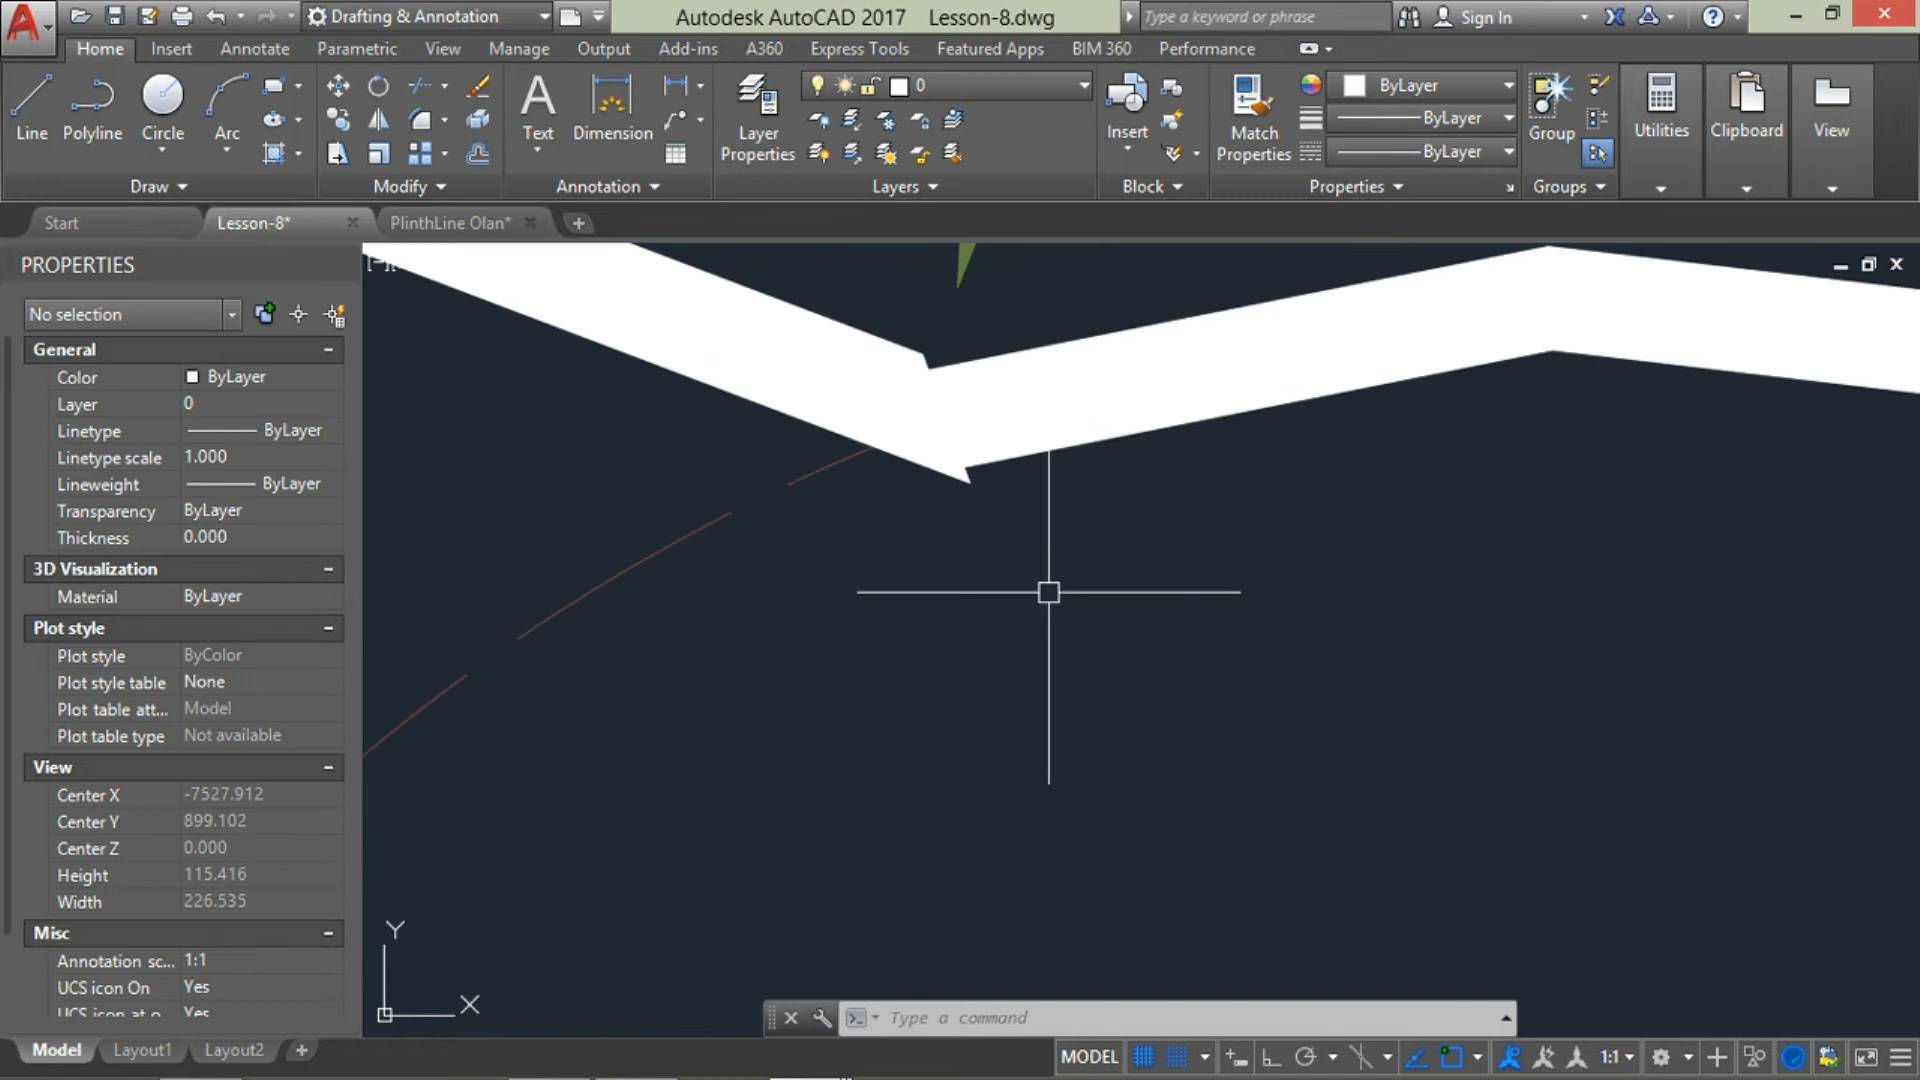 Drafting & Annotation
Autodesk AutoCAD 2017 Lesson-8.dwg
Type a keyword or phrase
Sign In
Home Insert Annotate Parametric View Manage Output Add-ins A360 Express Tools Featured Apps BIM 360 Performance
Line Polyline Circle Arc
Text Dimension
Layer Properties
0
Insert
Match Properties
ByLayer
ByLayer
ByLayer
Group
Utilities
Clipboard
View
Draw Modify Annotation Layers Block Properties Groups
Start Lesson-8* PlinthLine Olan*
PROPERTIES
No selection
General
Color ByLayer
Layer 0
Linetype ByLayer
Linetype scale 1.000
Lineweight ByLayer
Transparency ByLayer
Thickness 0.000
3D Visualization
Material ByLayer
Plot style
Plot style ByColor
Plot style table None
Plot table att... Model
Plot table type Not available
View
Center X -7527.912
Center Y 899.102
Center Z 0.000
Height 115.416
Width 226.535
Misc
Annotation sc... 1:1
UCS icon On Yes
Y
X
Type a command
Model Layout1 Layout2
MODEL
1:1